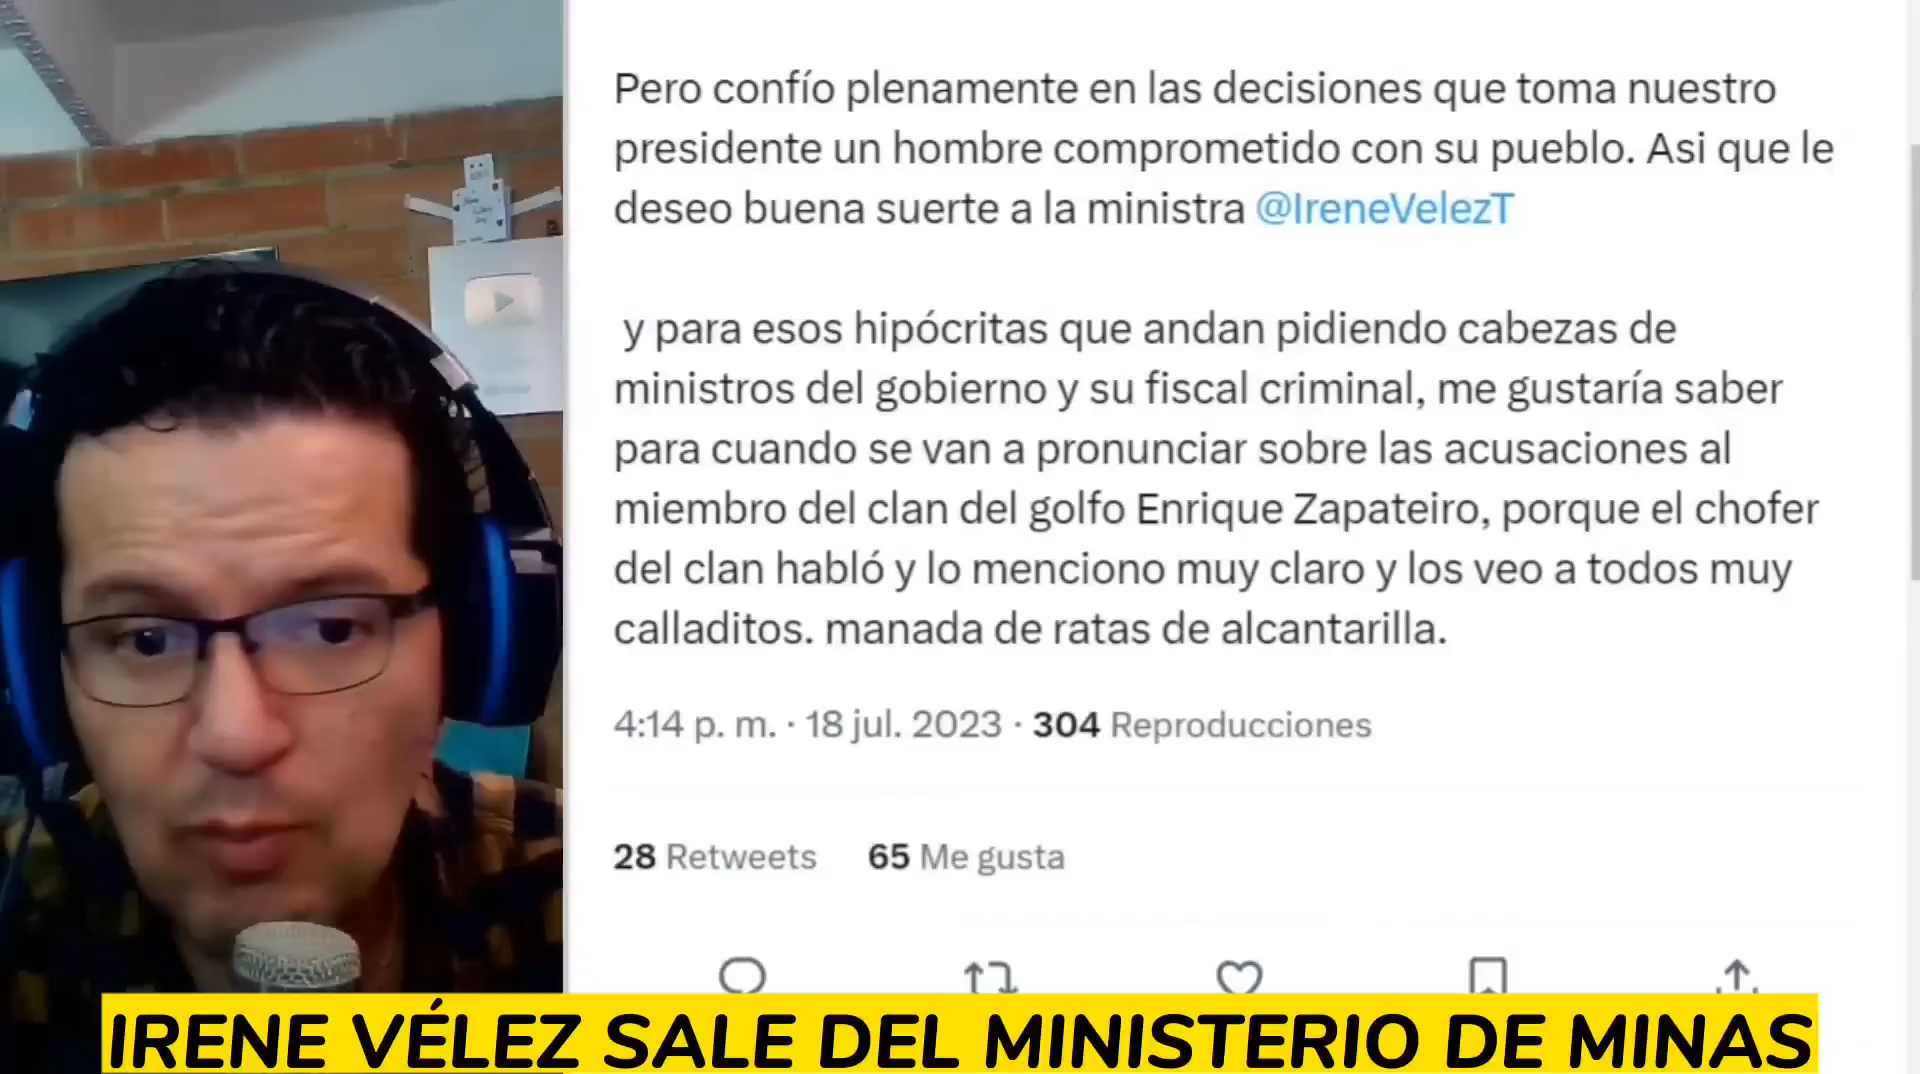 Pero confío plenamente en las decisiones que toma nuestro
presidente un hombre comprometido con su pueblo. Asi que le
deseo buena suerte a la ministra @IreneVelezT
y para esos hipócritas que andan pidiendo cabezas de
ministros del gobierno y su fiscal criminal, me gustaría saber
para cuando se van a pronunciar sobre las acusaciones al
miembro del clan del golfo Enrique Zapateiro, porque el chofer
del clan habló y lo menciono muy claro y los veo a todos muy
calladitos. manada de ratas de alcantarilla.
4:14 p. m. · 18 jul. 2023 · 304 Reproducciones
28 Retweets 65 Me gusta
IRENE VÉLEZ SALE DEL MINISTERIO DE MINAS